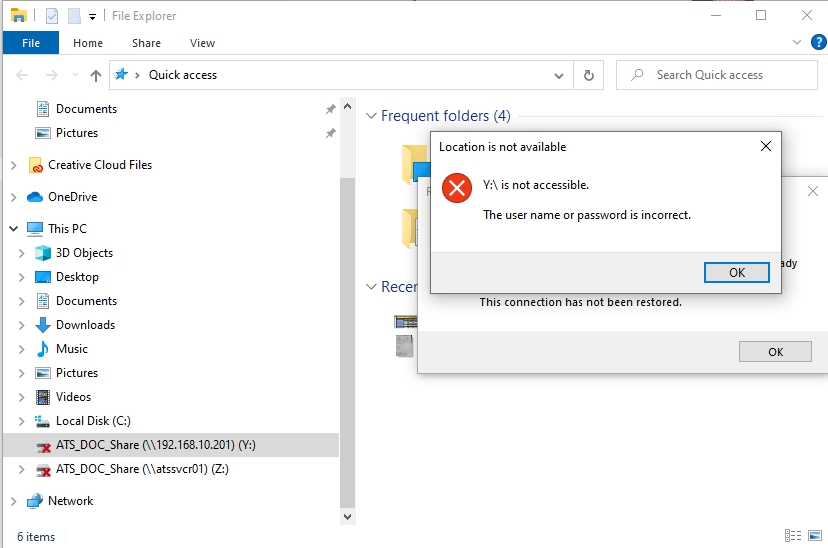 File Explorer
File
Home
Share
View
Quick access
Search Quick access
Documents
Pictures
Creative Cloud Files
OneDrive
This PC
3D Objects
Desktop
Documents
Downloads
Music
Pictures
Videos
Local Disk (C:)
ATS_DOC_Share (\\192.168.10.201) (Y:)
ATS_DOC_Share (\\atssvcr01) (Z:)
Network
6 items
Frequent folders (4)
Location is not available
Y:\ is not accessible.
The user name or password is incorrect.
OK
R
ady
Recen
This connection has not been restored.
OK